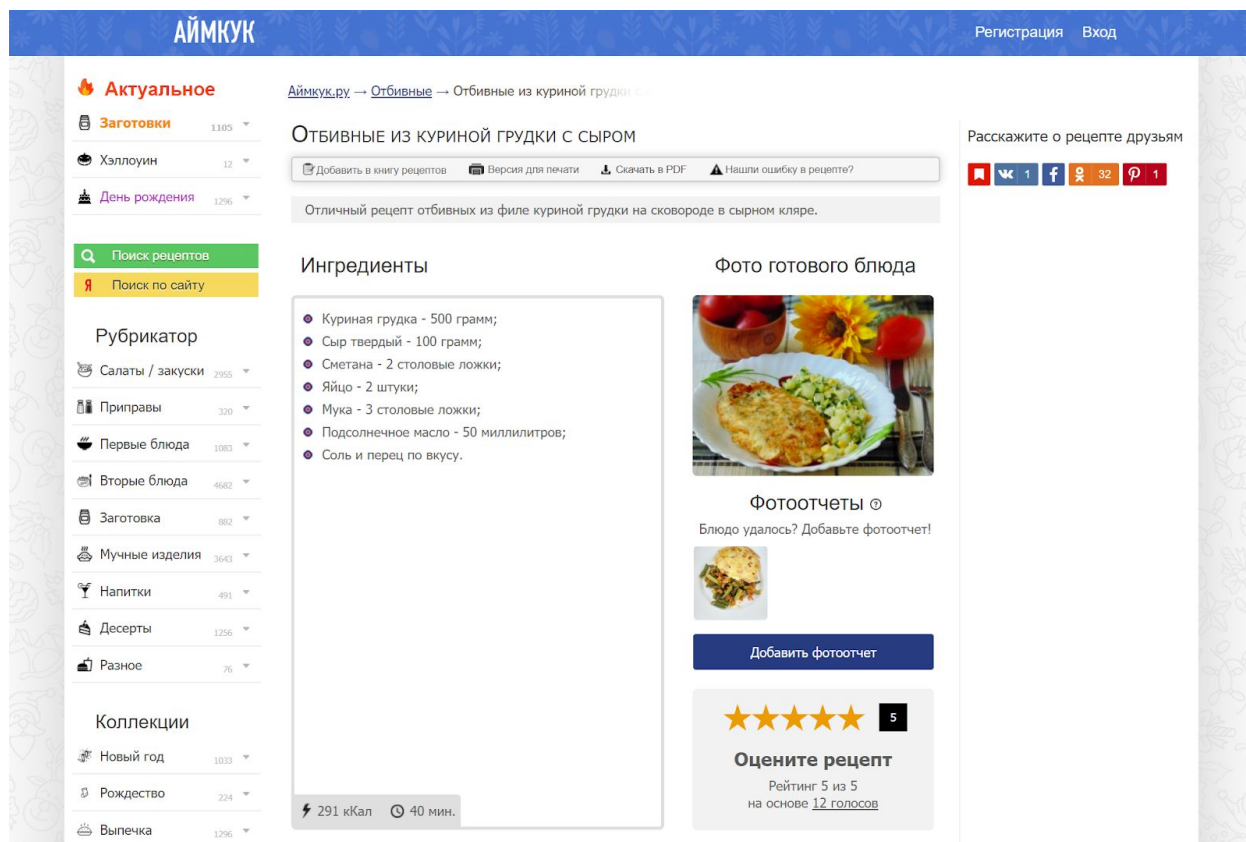 АЙМКУК
Регистрация Вход
Актуальное
Заготовки 1105
Хэллоуин 12
День рождения 1296
Поиск рецептов
Я Поиск по сайту
Рубрикатор
Салаты / закуски 2955
Приправы 320
Первые блюда 1083
Вторые блюда 4682
Заготовка 882
Мучные изделия 3643
Напитки 491
Десерты 1256
Разное 76
Коллекции
Новый год 1033
Рождество 224
Выпечка 1296
Аймкук.ру → Отбивные → Отбивные из куриной грудки с
Отбивные из куриной грудки с сыром
Добавить в книгу рецептов Версия для печати Скачать в PDF Нашли ошибку в рецепте?
Отличный рецепт отбивных из филе куриной грудки на сковороде в сырном кляре.
Ингредиенты
Куриная грудка - 500 грамм;
Сыр твердый - 100 грамм;
Сметана - 2 столовые ложки;
Яйцо - 2 штуки;
Мука - 3 столовые ложки;
Подсолнечное масло - 50 миллилитров;
Соль и перец по вкусу.
291 кКал 40 мин.
Фото готового блюда
Фотоотчеты ?
Блюдо удалось? Добавьте фотоотчет!
Добавить фотоотчет
5
Оцените рецепт
Рейтинг 5 из 5
на основе 12 голосов
Расскажите о рецепте друзьям
1 32 1